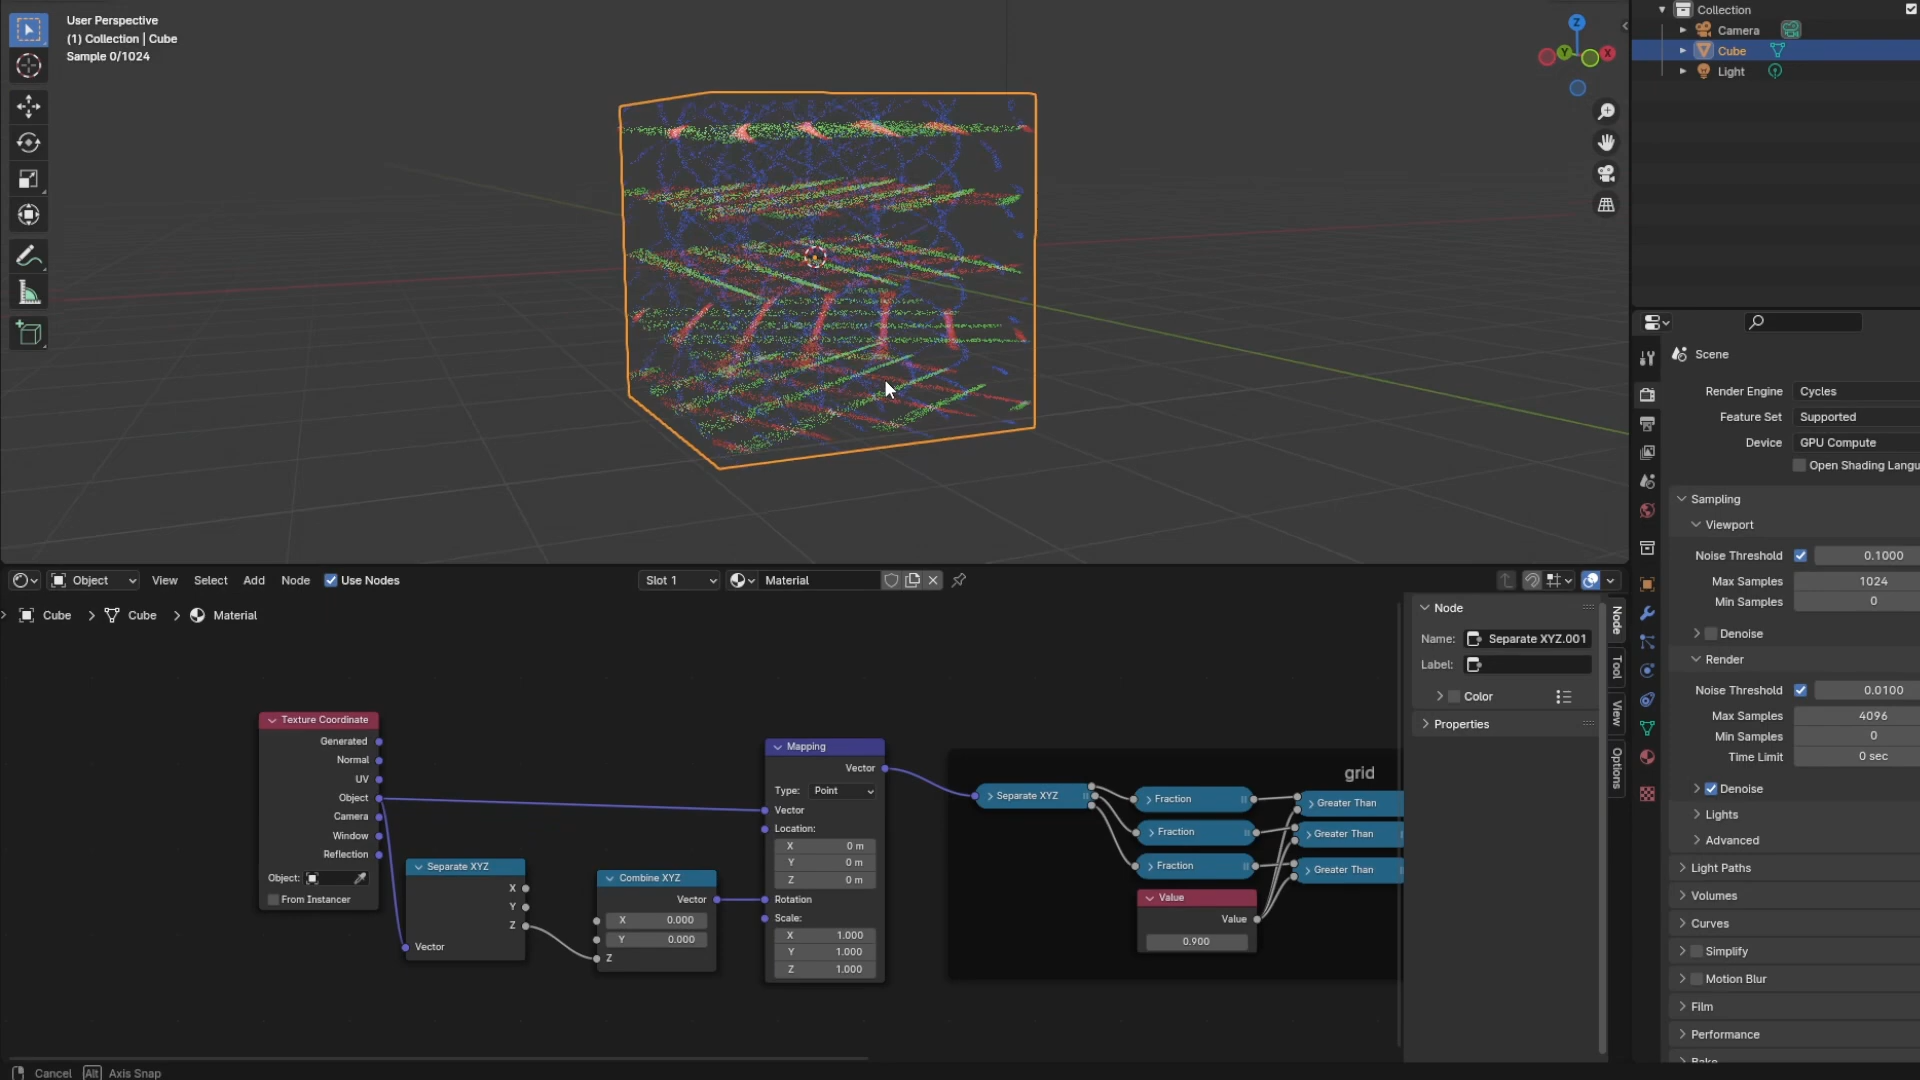 User Perspective
(1) Collection | Cube
Sample 0/1024
Z
Y
X
Collection
Camera
Cube
Light
Scene
Render Engine
Cycles
Feature Set
Supported
Device
GPU Compute
Open Shading Langu
Sampling
Viewport
Noise Threshold
0.1000
Max Samples
1024
Min Samples
0
Denoise
Render
Noise Threshold
0.0100
Max Samples
4096
Min Samples
0
Time Limit
0 sec
Denoise
Lights
Advanced
Light Paths
Volumes
Curves
Simplify
Motion Blur
Film
Performance
Bake
Object
View
Select
Add
Node
Use Nodes
Slot 1
Material
Cube
Cube
Material
Node
Name:
Separate XYZ.001
Label:
Color
Properties
Node
Tool
View
Options
Texture Coordinate
Generated
Normal
UV
Object
Camera
Window
Reflection
Object:
From Instancer
Separate XYZ
X
Y
Z
Vector
Combine XYZ
Vector
X 0.000
Y 0.000
Z
Mapping
Vector
Type: Point
Vector
Location:
X 0 m
Y 0 m
Z 0 m
Rotation
Scale:
X 1.000
Y 1.000
Z 1.000
grid
Separate XYZ
Fraction
Fraction
Fraction
Greater Than
Greater Than
Greater Than
Value
Value
0.900
Cancel
Alt
Axis Snap